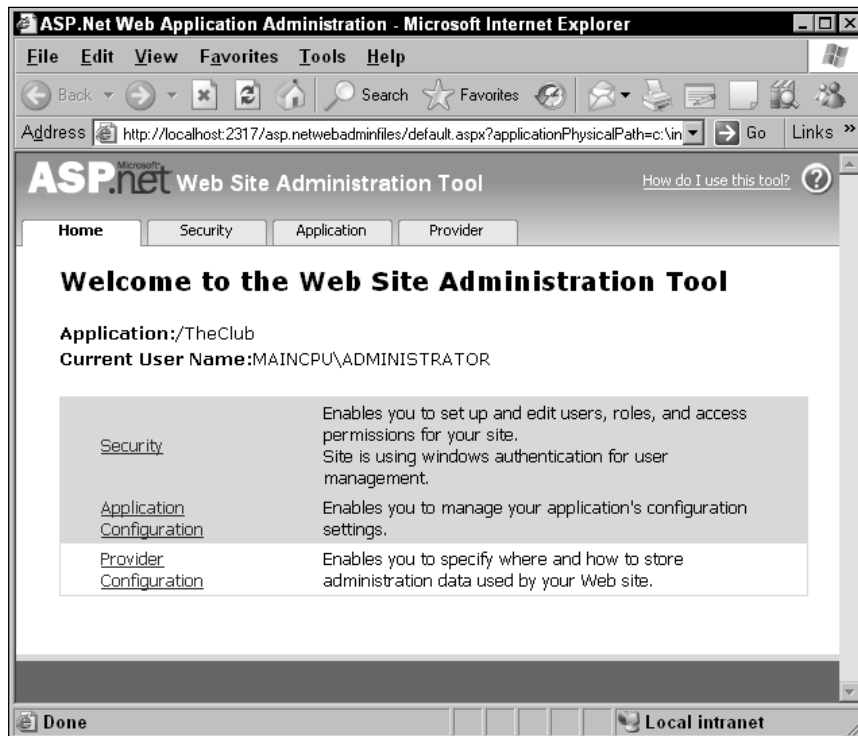 ASP.Net Web Application Administration - Microsoft Internet Explorer
File Edit View Favorites Tools Help
Back Search Favorites
Address http://localhost:2317/asp.netwebadminfiles/default.aspx?applicationPhysicalPath=c:\in Go Links »
Microsoft
ASP.net Web Site Administration Tool How do I use this tool? ?
Home Security Application Provider
Welcome to the Web Site Administration Tool
Application:/TheClub
Current User Name:MAINCPU\ADMINISTRATOR
Security
Enables you to set up and edit users, roles, and access
permissions for your site.
Site is using windows authentication for user
management.
Application
Configuration
Enables you to manage your application's configuration
settings.
Provider
Configuration
Enables you to specify where and how to store
administration data used by your Web site.
Done Local intranet